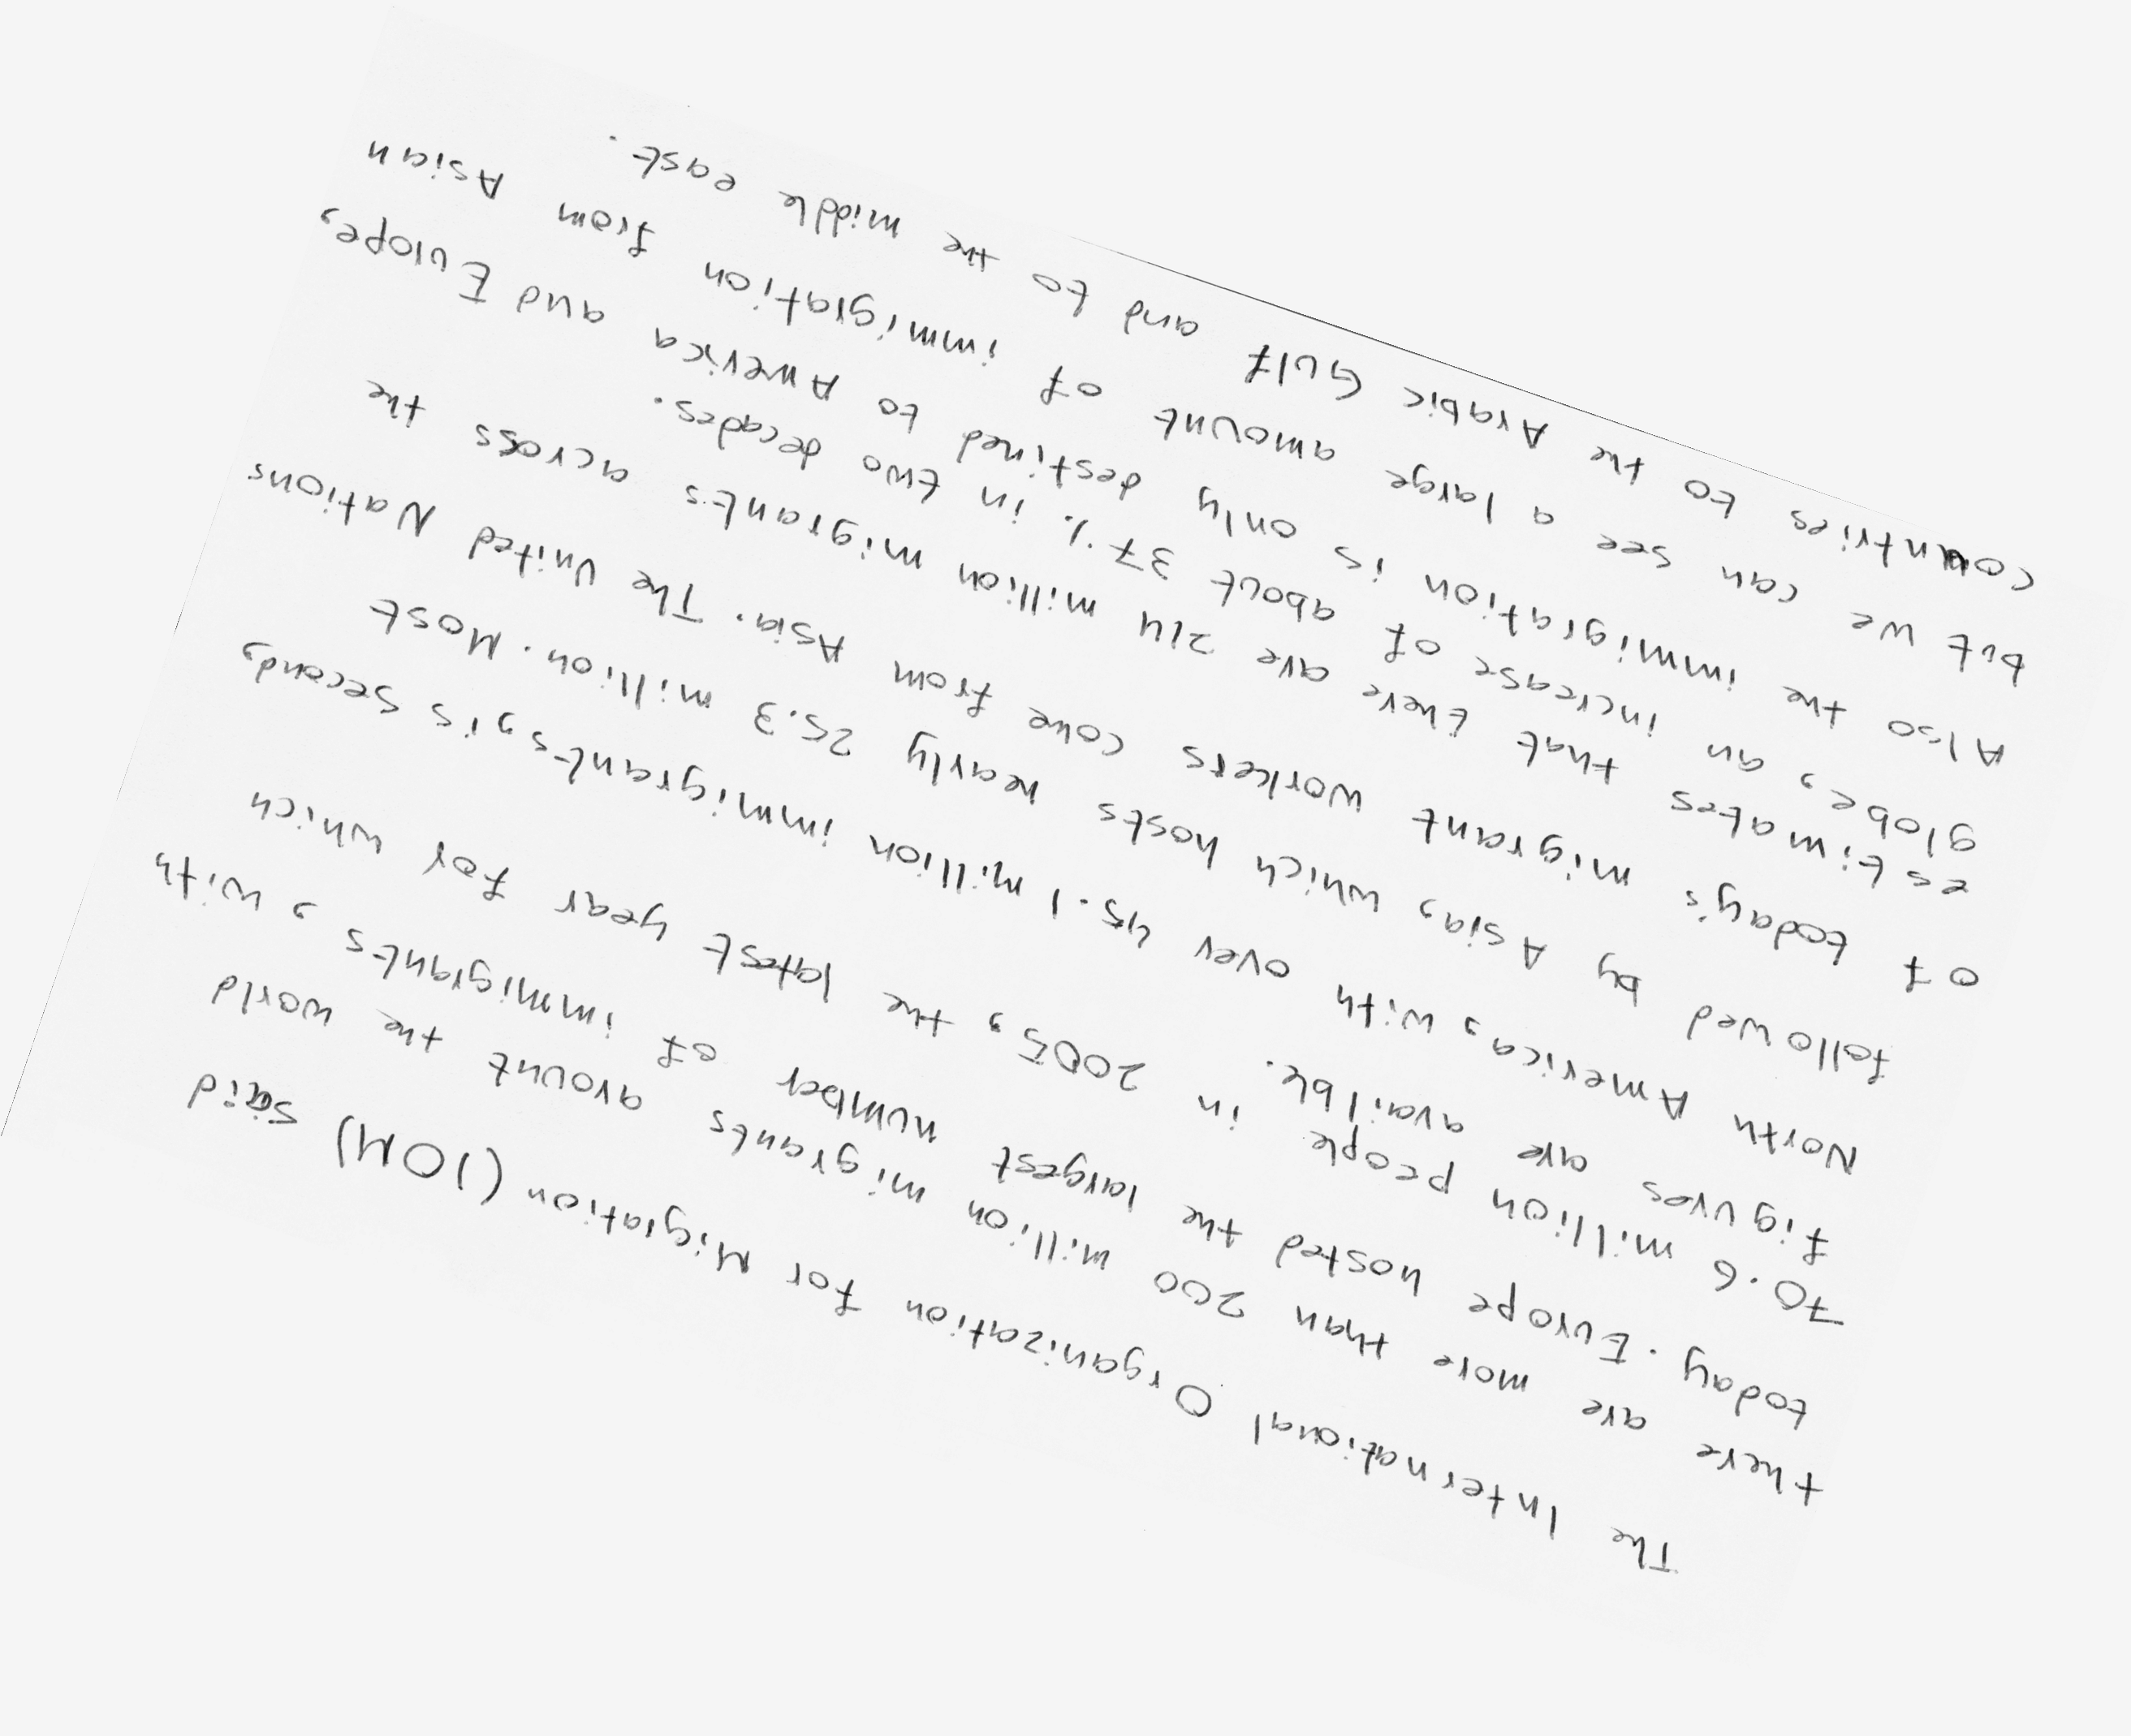 The International Organization for Migration (IOM) said
there are more than 200 million migrants arount the world
today. Europe hosted the largest number of immigrants, with
70.6 million people in 2005, the latest year for which
figures are availble.
North America, with over 45.1 million immigrants, is second,
followed by Asia, which hosts nearly 25.3 million. Most
of today's migrant workers come from Asia. The United Nations
estimates that there are 214 million migrants across the
globe, an increase of about 37% in two decades.
Also the immigration is only destined to America and Europe,
but we can see a large amount of immigration from Asian
countries to the Arabic Gulf and to the middle east.